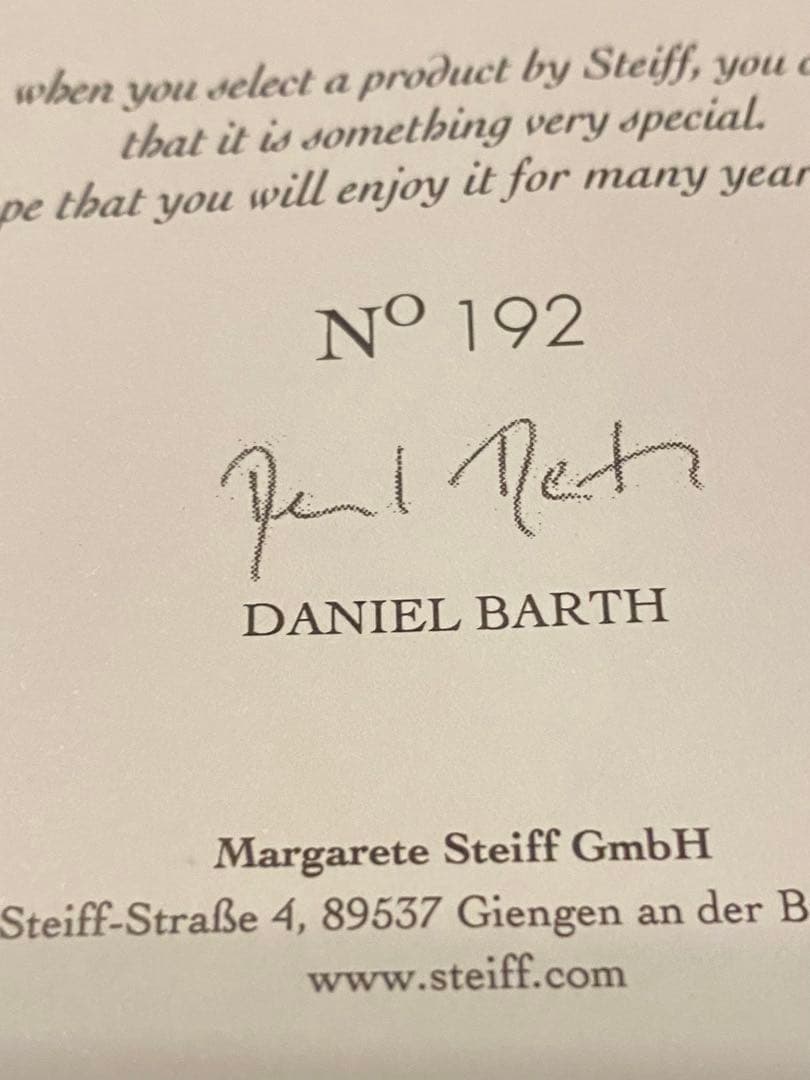 when you select a product by Steiff, you
that it is something very special.
pe that you will enjoy it for many year
Nº 192
DANIEL BARTH
Margarete Steiff GmbH
Steiff-Straße 4, 89537 Giengen an der B
www.steiff.com